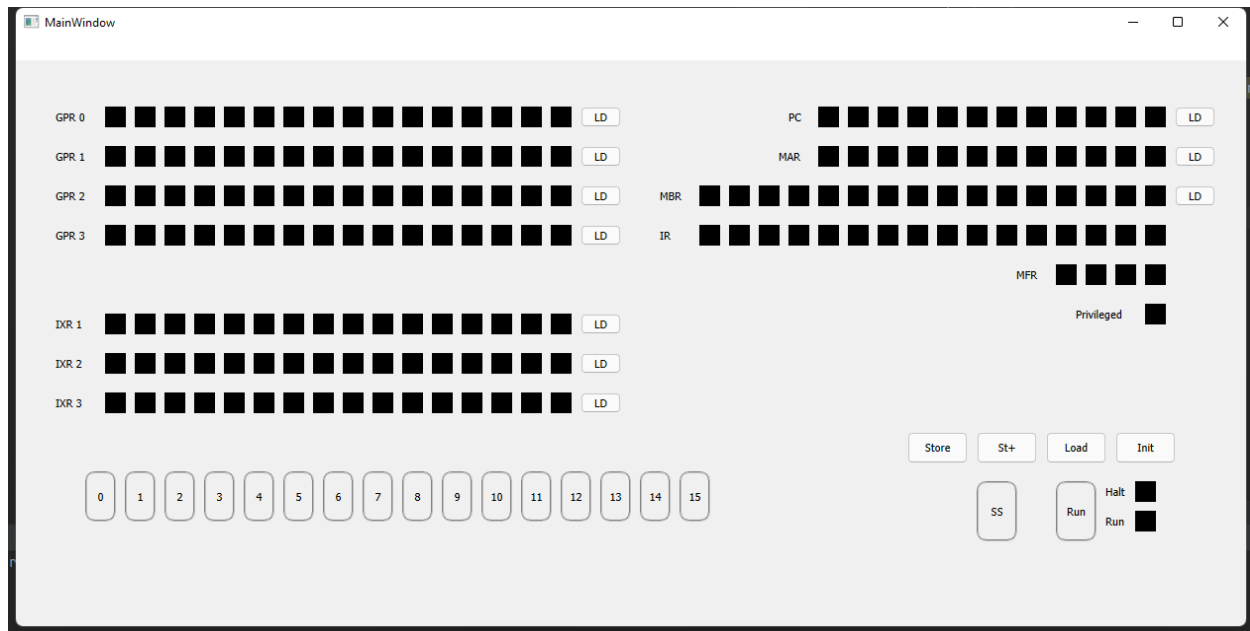 MainWindow
GPR 0 LD PC LD
GPR 1 LD MAR LD
GPR 2 LD MBR LD
GPR 3 LD IR
MFR
IXR 1 LD Privileged
IXR 2 LD
IXR 3 LD
Store St+ Load Init
0 1 2 3 4 5 6 7 8 9 10 11 12 13 14 15
SS Run Halt
Run